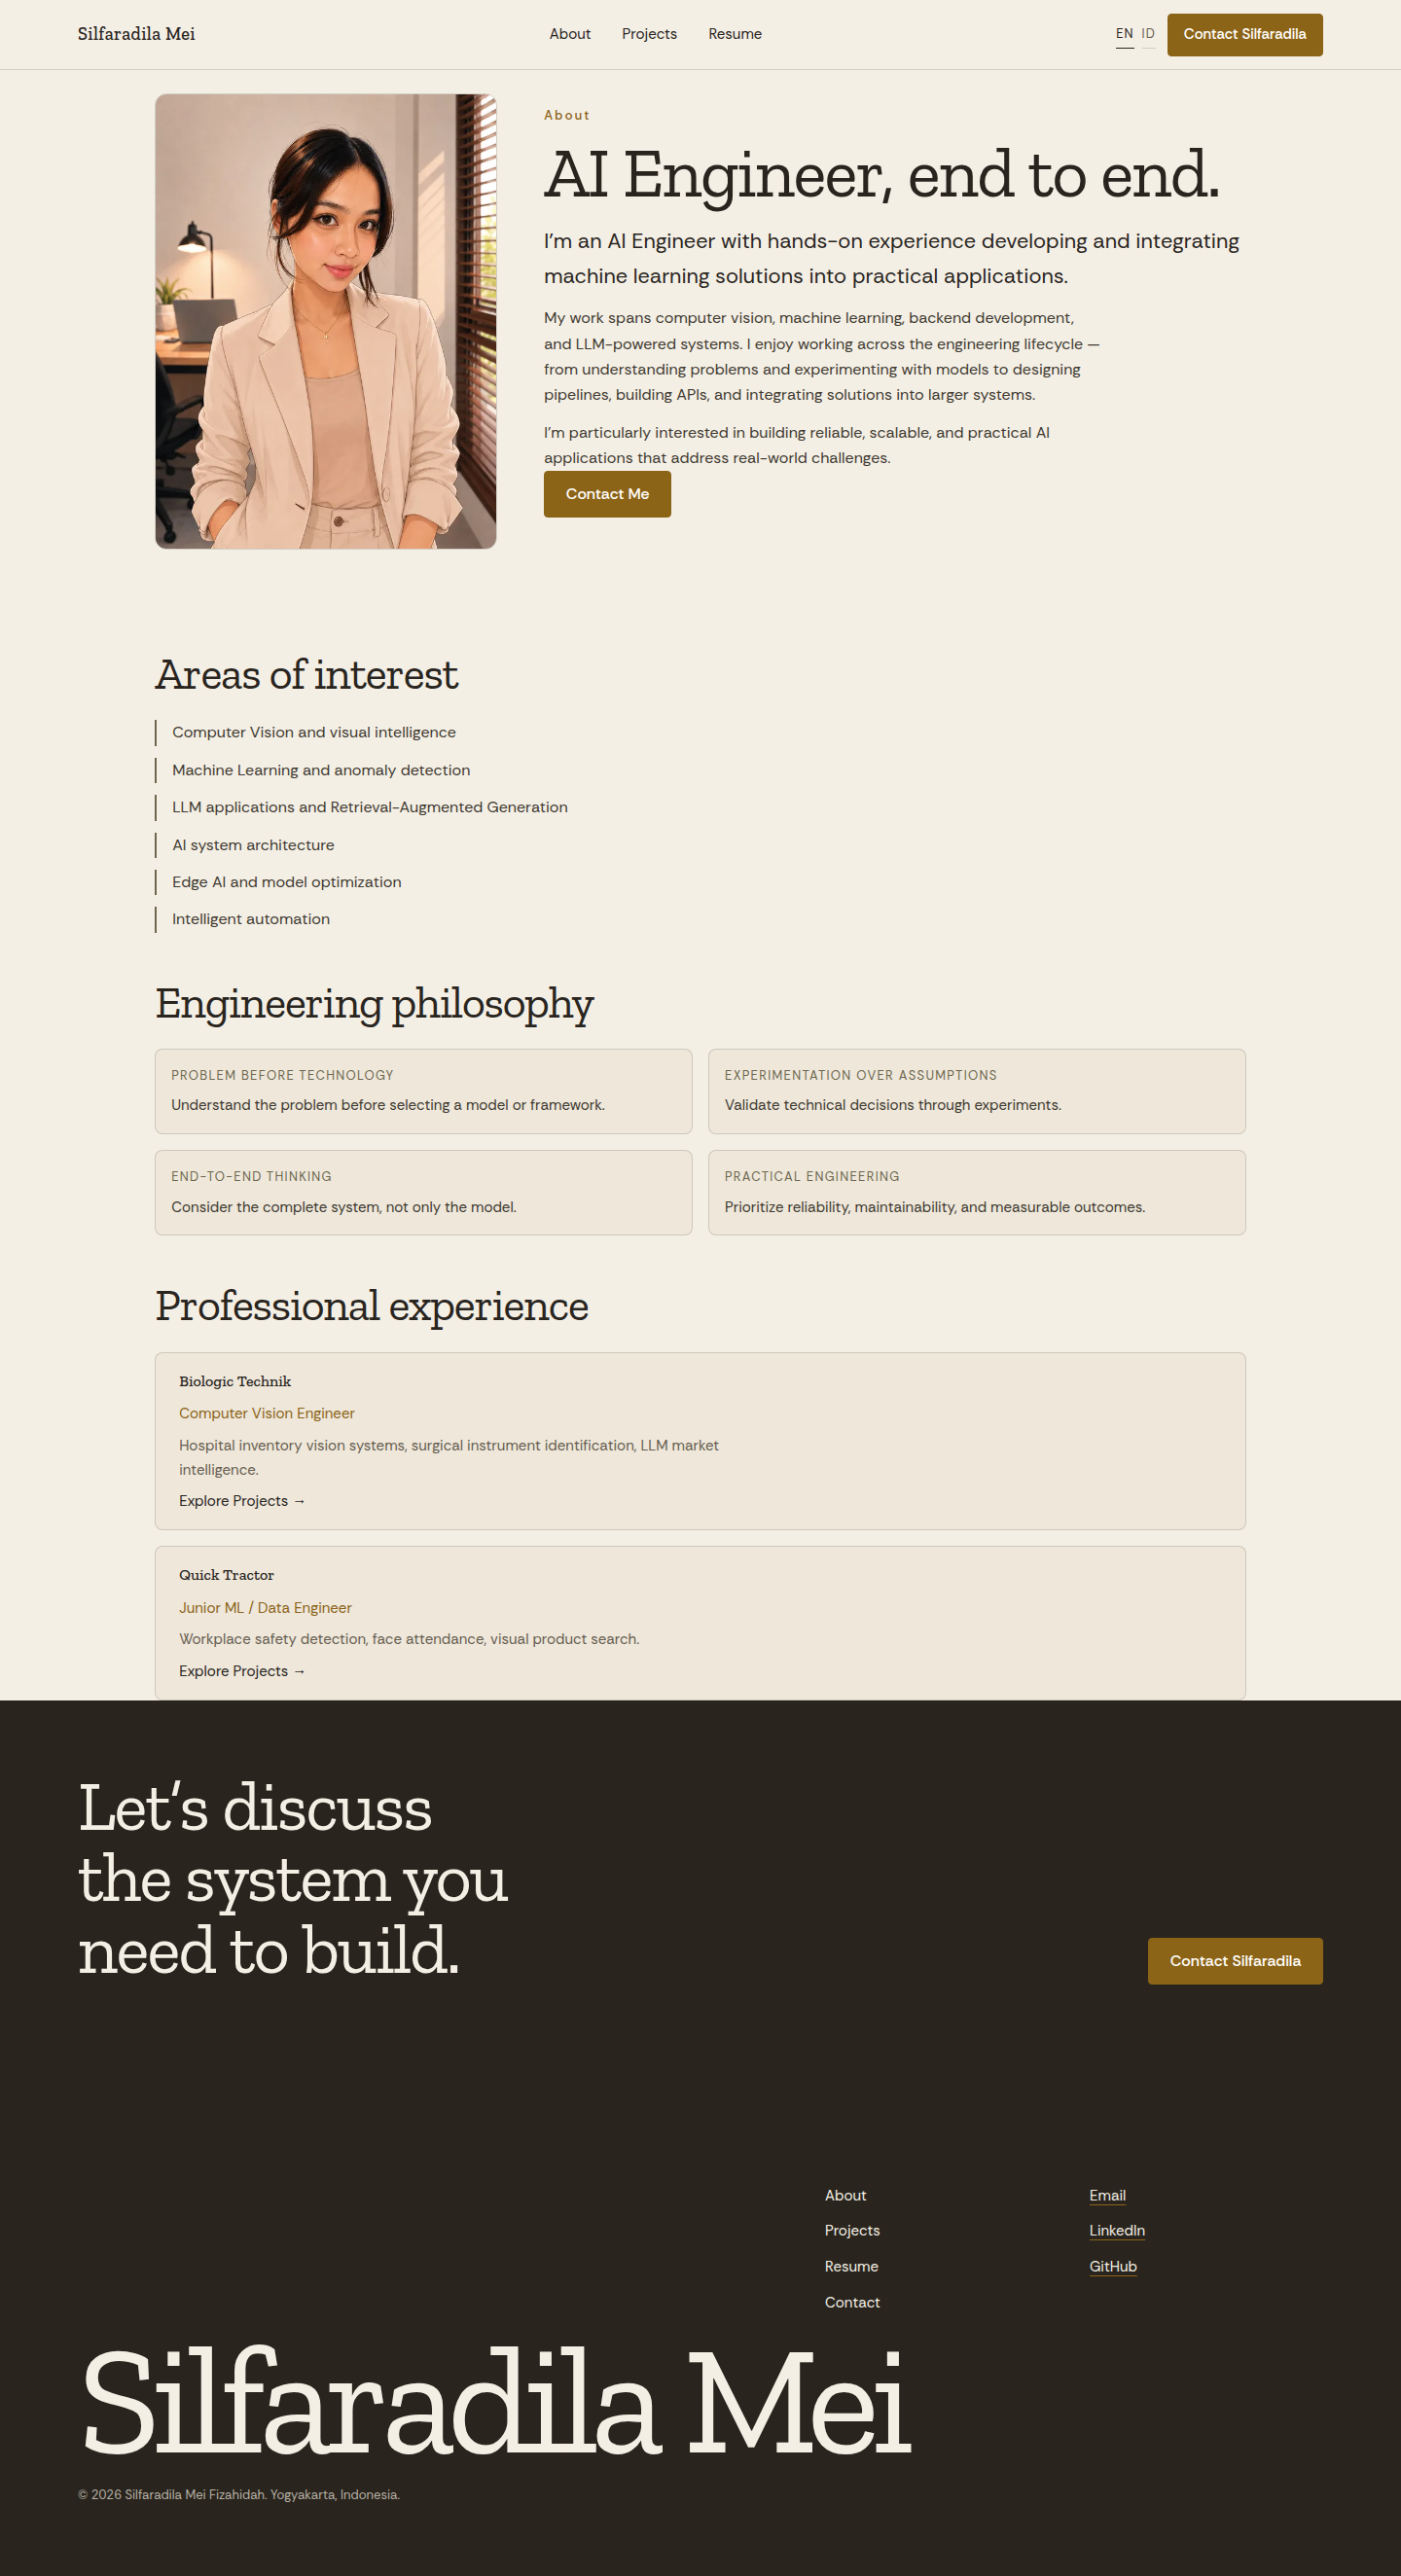 Silfaradila Mei
About
Projects
Resume
EN
ID
Contact Silfaradila
About
AI Engineer, end to end.
I’m an AI Engineer with hands-on experience developing and integrating
machine learning solutions into practical applications.
My work spans computer vision, machine learning, backend development,
and LLM-powered systems. I enjoy working across the engineering lifecycle —
from understanding problems and experimenting with models to designing
pipelines, building APIs, and integrating solutions into larger systems.
I’m particularly interested in building reliable, scalable, and practical AI
applications that address real-world challenges.
Contact Me
Areas of interest
Computer Vision and visual intelligence
Machine Learning and anomaly detection
LLM applications and Retrieval-Augmented Generation
AI system architecture
Edge AI and model optimization
Intelligent automation
Engineering philosophy
PROBLEM BEFORE TECHNOLOGY
Understand the problem before selecting a model or framework.
EXPERIMENTATION OVER ASSUMPTIONS
Validate technical decisions through experiments.
END-TO-END THINKING
Consider the complete system, not only the model.
PRACTICAL ENGINEERING
Prioritize reliability, maintainability, and measurable outcomes.
Professional experience
Biologic Technik
Computer Vision Engineer
Hospital inventory vision systems, surgical instrument identification, LLM market
intelligence.
Explore Projects →
Quick Tractor
Junior ML / Data Engineer
Workplace safety detection, face attendance, visual product search.
Explore Projects →
Let’s discuss
the system you
need to build.
Contact Silfaradila
About
Projects
Resume
Contact
Email
LinkedIn
GitHub
Silfaradila Mei
© 2026 Silfaradila Mei Fizahidah. Yogyakarta, Indonesia.